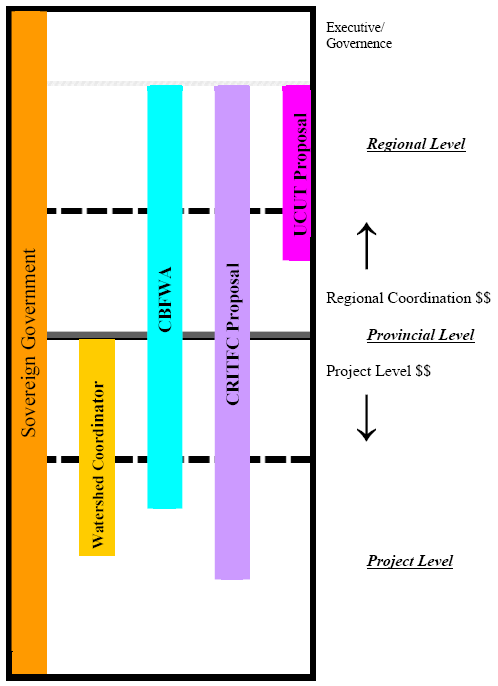 Executive/
Governence
Regional Level
Regional Coordination $$
Provincial Level
Project Level $$
Project Level
Sovereign Government
Watershed Coordinator
CBFWA
CRITFC Proposal
UCUT Proposal